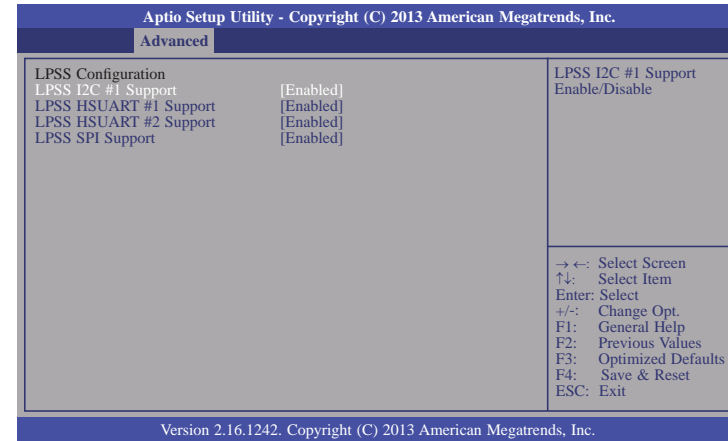 Aptio Setup Utility - Copyright (C) 2013 American Megatrends, Inc.
Advanced
LPSS Configuration
LPSS I2C #1 Support [Enabled]
LPSS HSUART #1 Support [Enabled]
LPSS HSUART #2 Support [Enabled]
LPSS SPI Support [Enabled]
LPSS I2C #1 Support
Enable/Disable
→ ←: Select Screen
↑↓: Select Item
Enter: Select
+/-: Change Opt.
F1: General Help
F2: Previous Values
F3: Optimized Defaults
F4: Save & Reset
ESC: Exit
Version 2.16.1242. Copyright (C) 2013 American Megatrends, Inc.